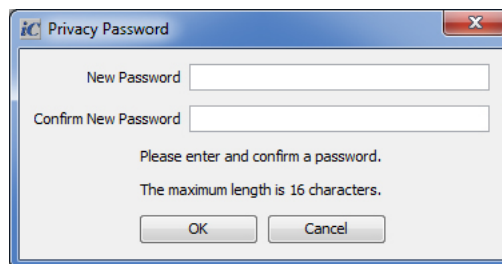 iC Privacy Password
New Password
Confirm New Password
Please enter and confirm a password.
The maximum length is 16 characters.
OK Cancel